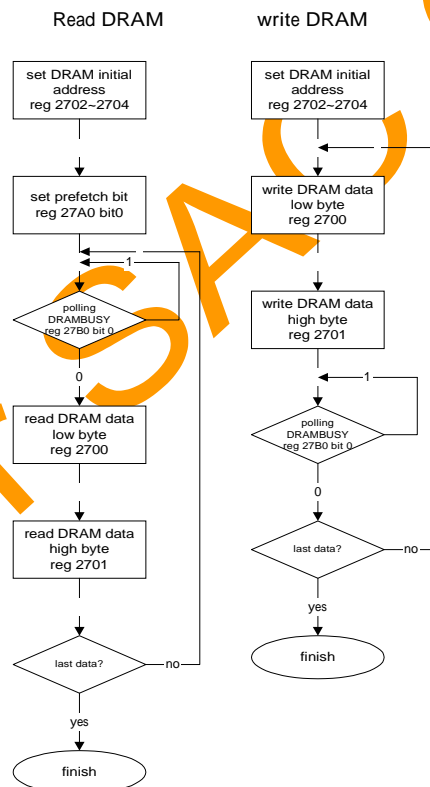 Read DRAM
set DRAM initial
address
reg 2702~2704
set prefetch bit
reg 27A0 bit0
1
polling
DRAMBUSY
reg 27B0 bit 0
0
read DRAM data
low byte
reg 2700
read DRAM data
high byte
reg 2701
last data?
no
yes
finish
write DRAM
set DRAM initial
address
reg 2702~2704
write DRAM data
low byte
reg 2700
write DRAM data
high byte
reg 2701
1
polling
DRAMBUSY
reg 27B0 bit 0
0
last data?
no
yes
finish